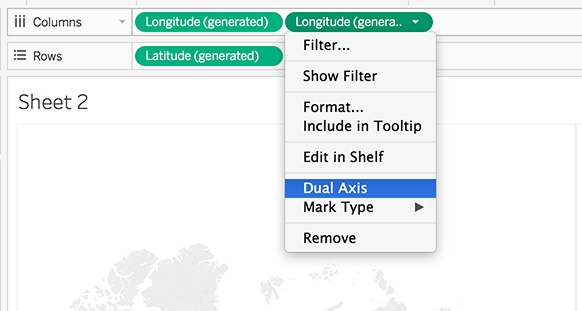 Columns Longitude (generated) Longitude (genera..
Filter...
Rows Latitude (generated)
Show Filter
Sheet 2
Format...
Include in Tooltip
Edit in Shelf
Dual Axis
Mark Type
Remove